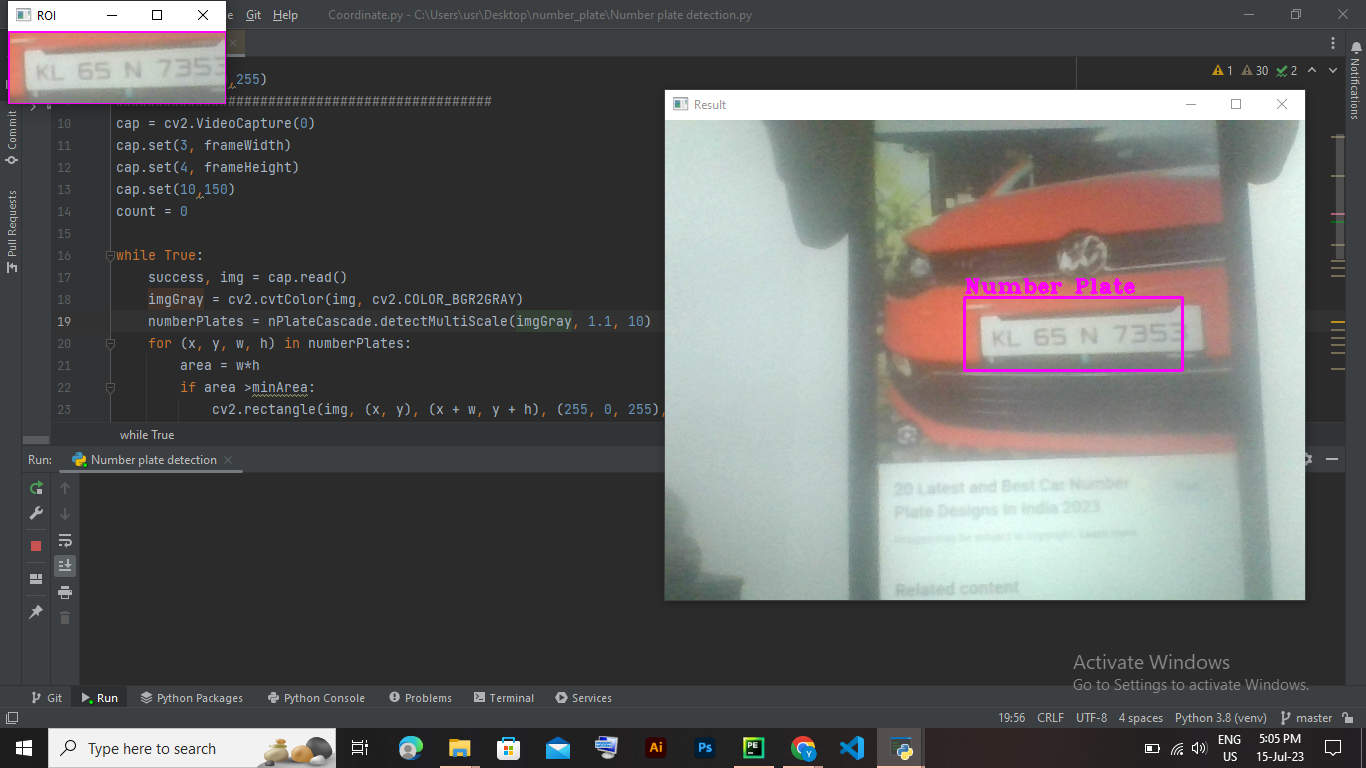 ROI
Git Help Coordinate.py - C:\Users\usr\Desktop\number_plate\Number plate detection.py
KL 65 N 7353
,255)
1 30 2
Notifications
###############################################
10 cap = cv2.VideoCapture(0)
11 cap.set(3, frameWidth)
12 cap.set(4, frameHeight)
13 cap.set(10,150)
14 count = 0
15
16 while True:
17 success, img = cap.read()
18 imgGray = cv2.cvtColor(img, cv2.COLOR_BGR2GRAY)
19 numberPlates = nPlateCascade.detectMultiScale(imgGray, 1.1, 10)
20 for (x, y, w, h) in numberPlates:
21 area = w*h
22 if area >minArea:
23 cv2.rectangle(img, (x, y), (x + w, y + h), (255, 0, 255),
while True
Commit
Pull Requests
Result
Number Plate
KL 65 N 7353
20 Latest and Best Car Number
Plate Designs In India 2023
Images may be subject to copyright. Learn more.
Related content
Run: Number plate detection
Activate Windows
Go to Settings to activate Windows.
Git Run Python Packages Python Console Problems Terminal Services
19:56 CRLF UTF-8 4 spaces Python 3.8 (venv) master
Type here to search
Ai Ps PE Y
ENG
US
5:05 PM
15-Jul-23